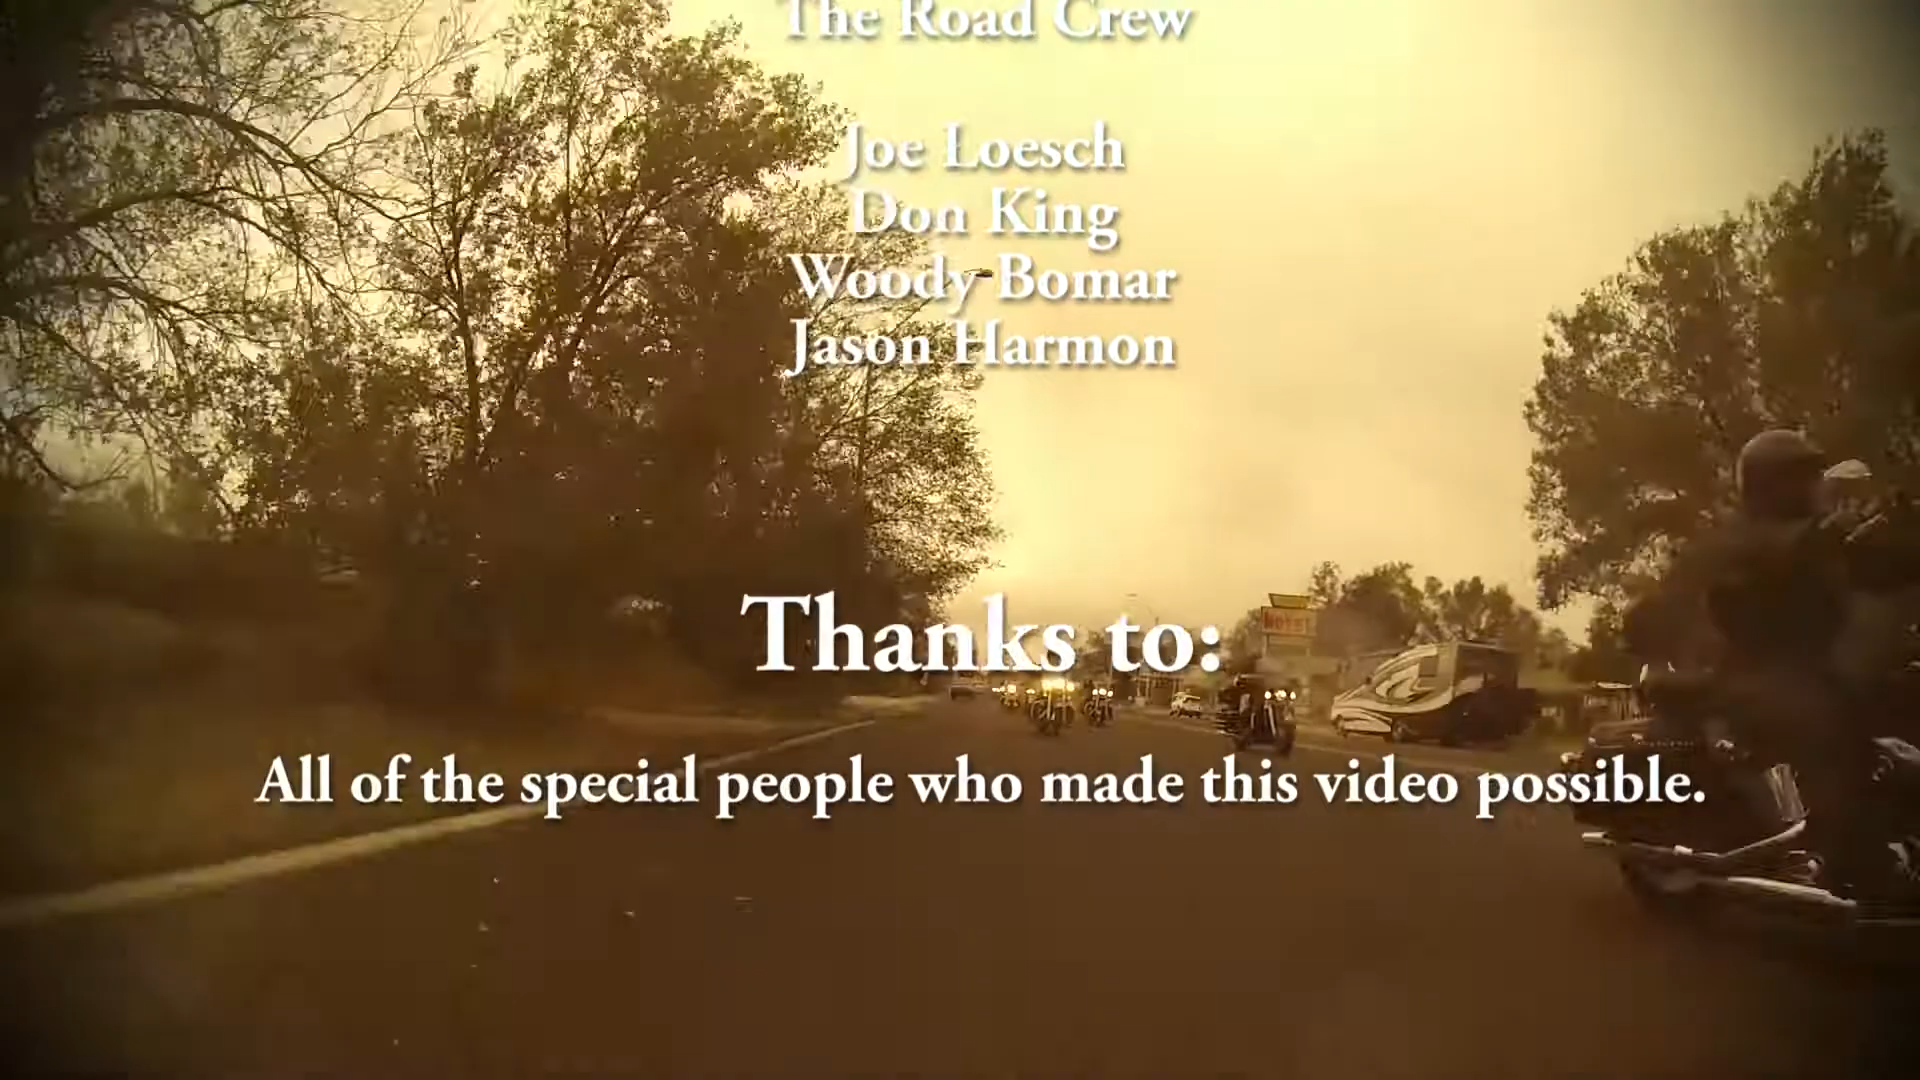 The Road Crew
Joe Loesch
Don King
Woody Bomar
Jason Harmon
Thanks to:
All of the special people who made this video possible.